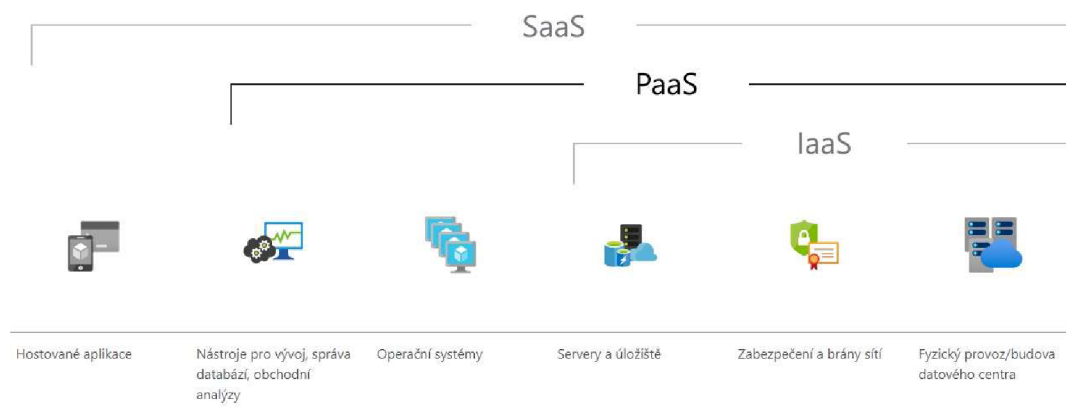 SaaS
PaaS
IaaS
Hostované aplikace
Nástroje pro vývoj, správa
databází, obchodní
analýzy
Operační systémy
Servery a úložiště
Zabezpečení a brány sítí
Fyzický provoz/budova
datového centra